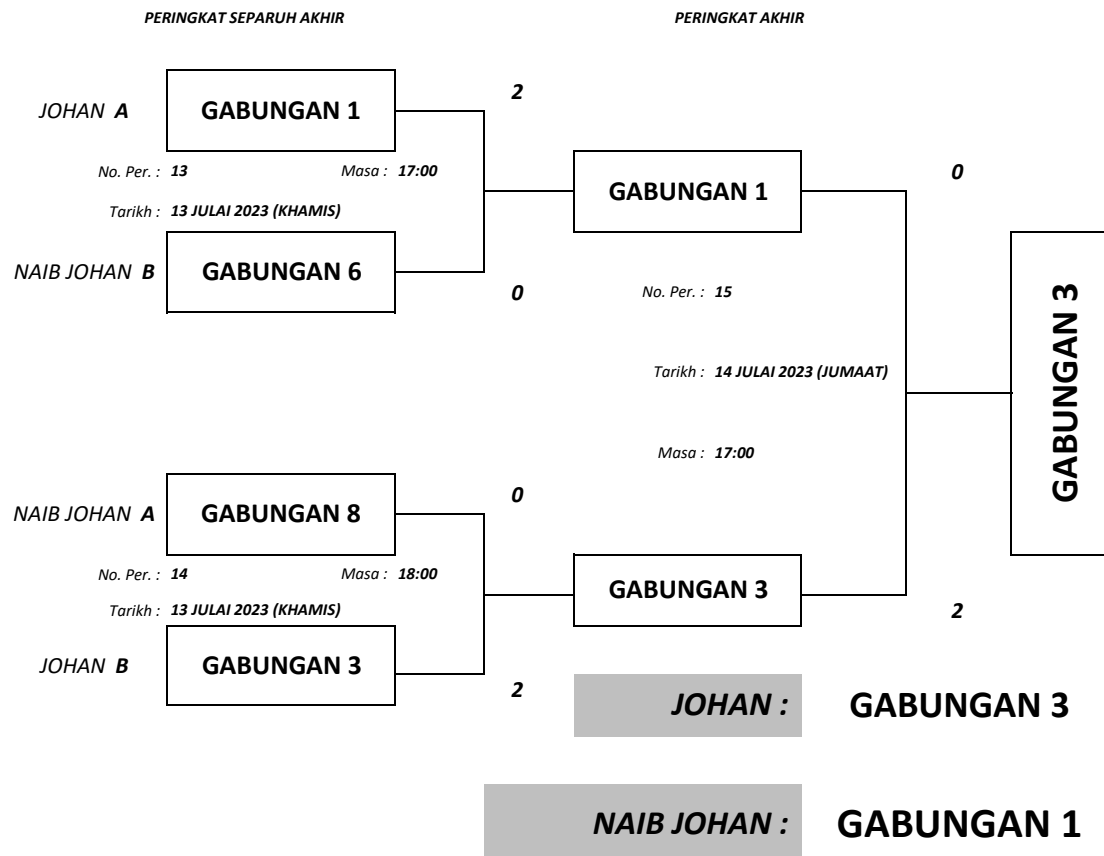 PERINGKAT SEPARUH AKHIR
PERINGKAT AKHIR
2
JOHAN A GABUNGAN 1
No. Per. : 13 Masa : 17:00
Tarikh : 13 JULAI 2023 (KHAMIS)
NAIB JOHAN B GABUNGAN 6
0
GABUNGAN 1
0
No. Per. : 15
Tarikh : 14 JULAI 2023 (JUMAAT)
Masa : 17:00
GABUNGAN 3
0
NAIB JOHAN A GABUNGAN 8
No. Per. : 14 Masa : 18:00
Tarikh : 13 JULAI 2023 (KHAMIS)
JOHAN B GABUNGAN 3
2
GABUNGAN 3
2
JOHAN : GABUNGAN 3
NAIB JOHAN : GABUNGAN 1